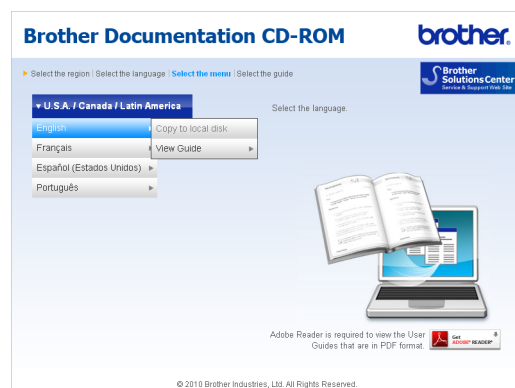 Brother Documentation CD-ROM
brother
Select the region | Select the language | Select the menu | Select the guide
Brother
Solutions Center
Service & Support Web Site
U.S.A. / Canada / Latin America
Select the language.
English
Copy to local disk
Français
View Guide
Español (Estados Unidos)
Português
Adobe Reader is required to view the User
Guides that are in PDF format.
Get
ADOBE® READER®
© 2010 Brother Industries, Ltd. All Rights Reserved.